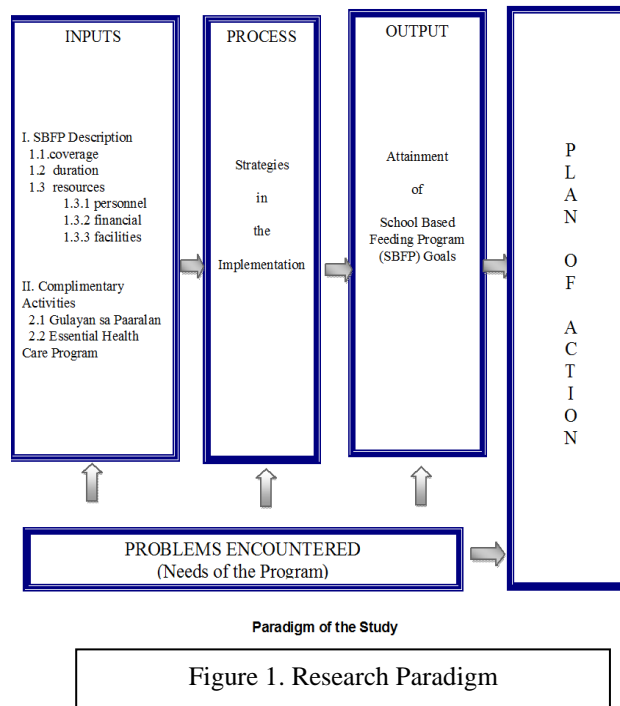 INPUTS
I. SBFP Description
1.1.coverage
1.2 duration
1.3 resources
1.3.1 personnel
1.3.2 financial
1.3.3 facilities
II. Complimentary
Activities
2.1 Gulayan sa Paaralan
2.2 Essential Health
Care Program
PROCESS
Strategies
in
the
Implementation
OUTPUT
Attainment
of
School Based
Feeding Program
(SBFP) Goals
P
L
A
N
O
F
A
C
T
I
O
N
PROBLEMS ENCOUNTERED
(Needs of the Program)
Paradigm of the Study
Figure 1. Research Paradigm